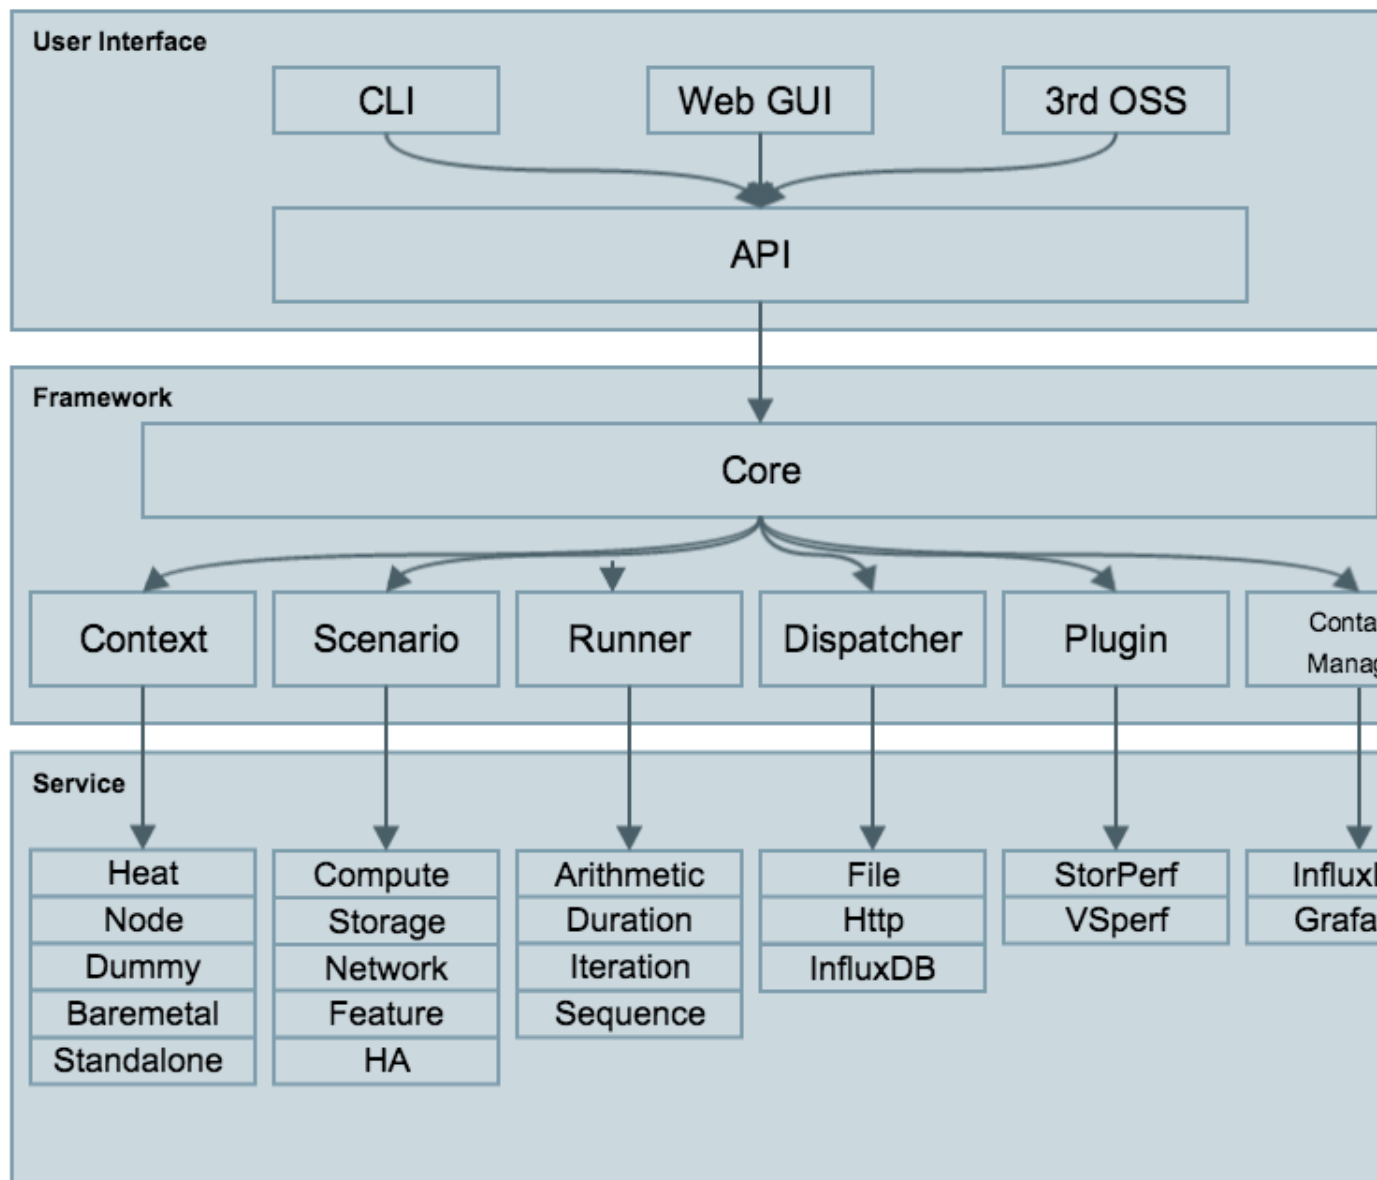 User Interface
CLI
Web GUI
3rd OSS
API
Framework
Core
Context
Scenario
Runner
Dispatcher
Plugin
Service
Heat
Node
Dummy
Baremetal
Standalone
Compute
Storage
Network
Feature
HA
Arithmetic
Duration
Iteration
Sequence
File
Http
InfluxDB
StorPerf
VSperf